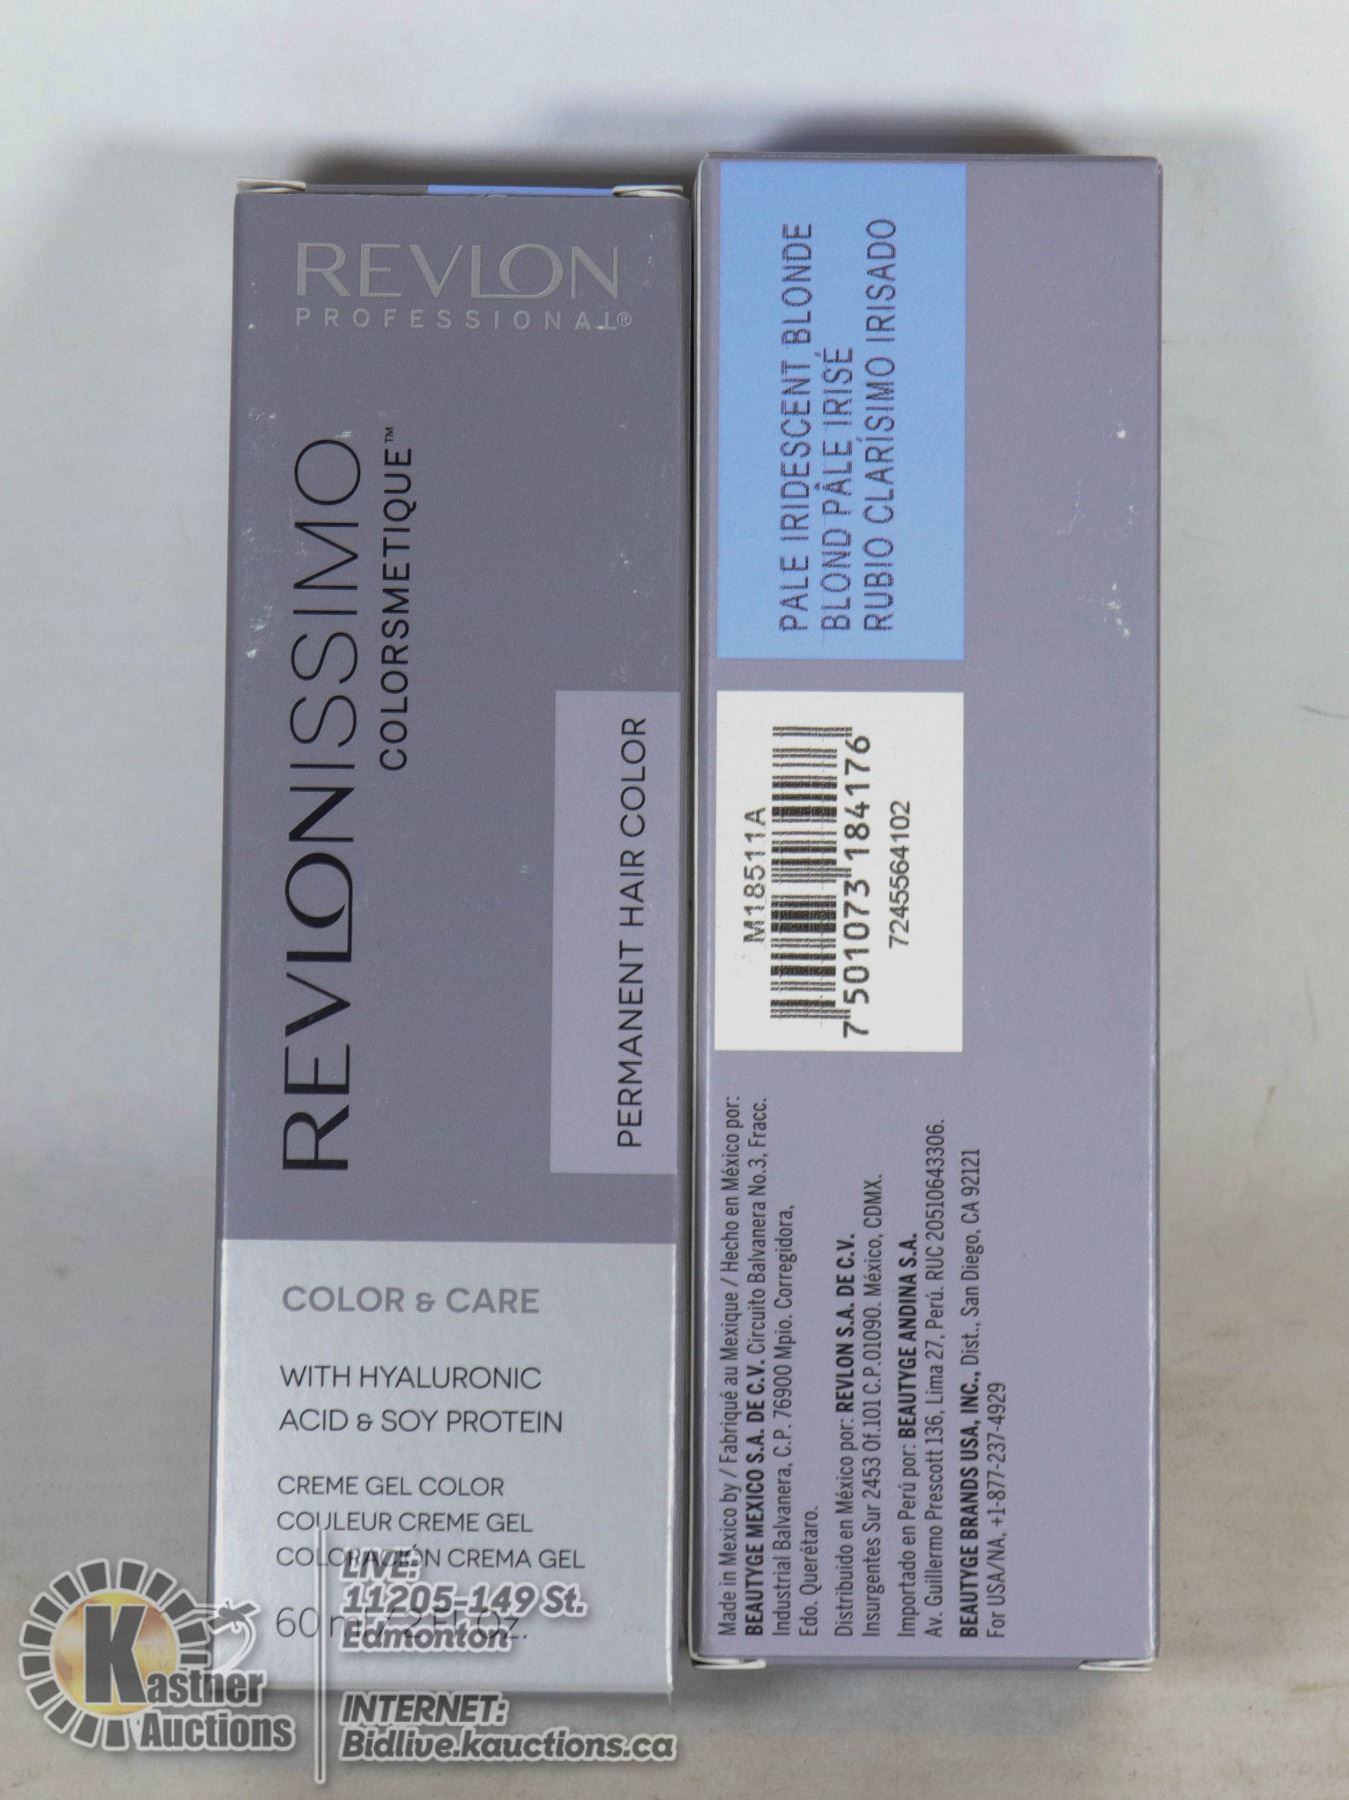 REVLON
PROFESSIONAL®
REVLONISSIMO
COLORSMETIQUE™
PERMANENT HAIR COLOR
COLOR & CARE
WITH HYALURONIC
ACID & SOY PROTEIN
CREME GEL COLOR
COULEUR CREME GEL
COLORACIÓN CREMA GEL
60 ml / 2 Fl. Oz.
PALE IRIDESCENT BLONDE
BLOND PÂLE IRISÉ
RUBIO CLARÍSIMO IRISADO
M18511A
7 501073 184176
7245564102
Made in Mexico by / Fabriqué au Mexique / Hecho en México por:
BEAUTYGE MEXICO S.A. DE C.V. Circuito Balvanera No.3, Fracc.
Industrial Balvanera, C.P. 76900 Mpio. Corregidora,
Edo. Querétaro.
Distribuido en México por: REVLON S.A. DE C.V.
Insurgentes Sur 2453 Of.101 C.P.01090. México, CDMX.
Importado en Perú por: BEAUTYGE ANDINA S.A.
Av. Guillermo Prescott 136, Lima 27, Perú. RUC 20510643306.
BEAUTYGE BRANDS USA, INC., Dist., San Diego, CA 92121
For USA/NA, +1-877-237-4929
Kastner
Auctions
LIVE:
11205-149 St.
Edmonton
INTERNET:
Bidlive.kauctions.ca